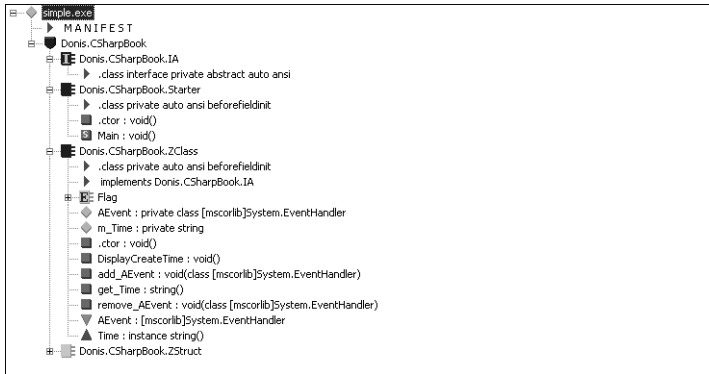 simple.exe
M A N I F E S T
Donis.CSharpBook
Donis.CSharpBook.IA
.class interface private abstract auto ansi
Donis.CSharpBook.Starter
.class private auto ansi beforefieldinit
.ctor : void()
S Main : void()
Donis.CSharpBook.ZClass
.class private auto ansi beforefieldinit
implements Donis.CSharpBook.IA
E Flag
AEvent : private class [mscorlib]System.EventHandler
m_Time : private string
.ctor : void()
DisplayCreateTime : void()
add_AEvent : void(class [mscorlib]System.EventHandler)
get_Time : string()
remove_AEvent : void(class [mscorlib]System.EventHandler)
AEvent : [mscorlib]System.EventHandler
Time : instance string()
Donis.CSharpBook.ZStruct